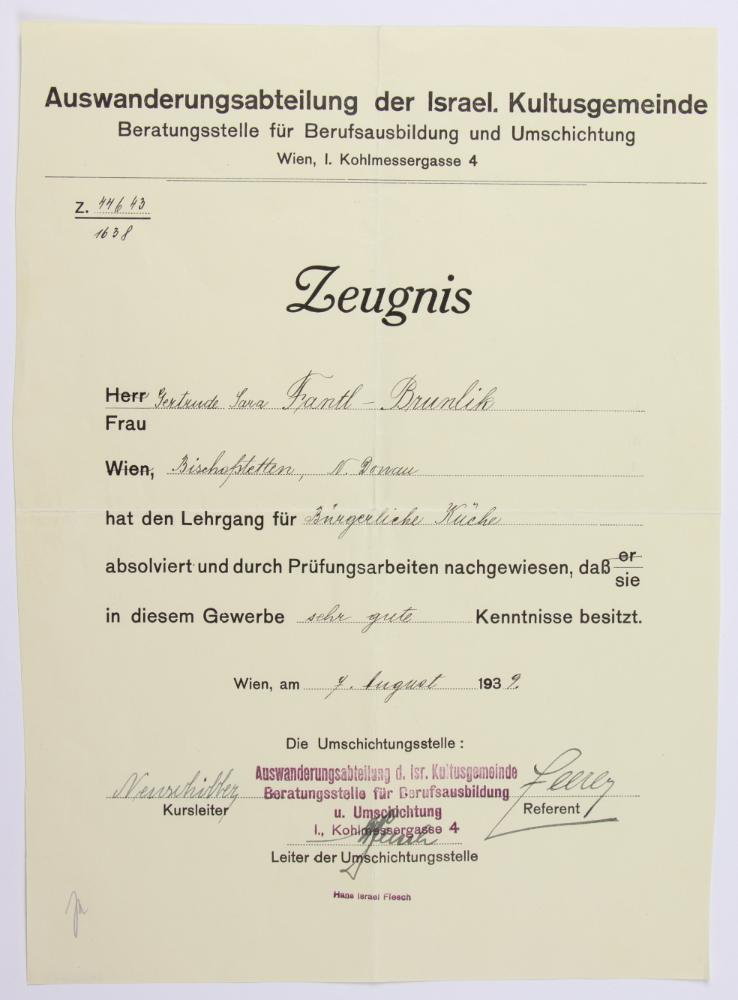 Auswanderungsabteilung der Israel. Kultusgemeinde
Beratungsstelle für Berufsausbildung und Umschichtung
Wien, I. Kohlmessergasse 4
Z. 44643
1638
Zeugnis
Herr Gertrude Sara Fantl-Brunlik
Frau
Wien, Bischofstetten, N. Donau
hat den Lehrgang für Bürgerliche Küche
absolviert und durch Prüfungsarbeiten nachgewiesen, daß er
sie
in diesem Gewerbe sehr gute Kenntnisse besitzt.
Wien, am 7. August 1939.
Die Umschichtungsstelle:
Auswanderungsabteilung d. Isr. Kultusgemeinde
Beratungsstelle für Berufsausbildung
u. Umschichtung
I., Kohlmessergasse 4
Kursleiter
Referent
Leiter der Umschichtungsstelle
Hans Israel Flesch